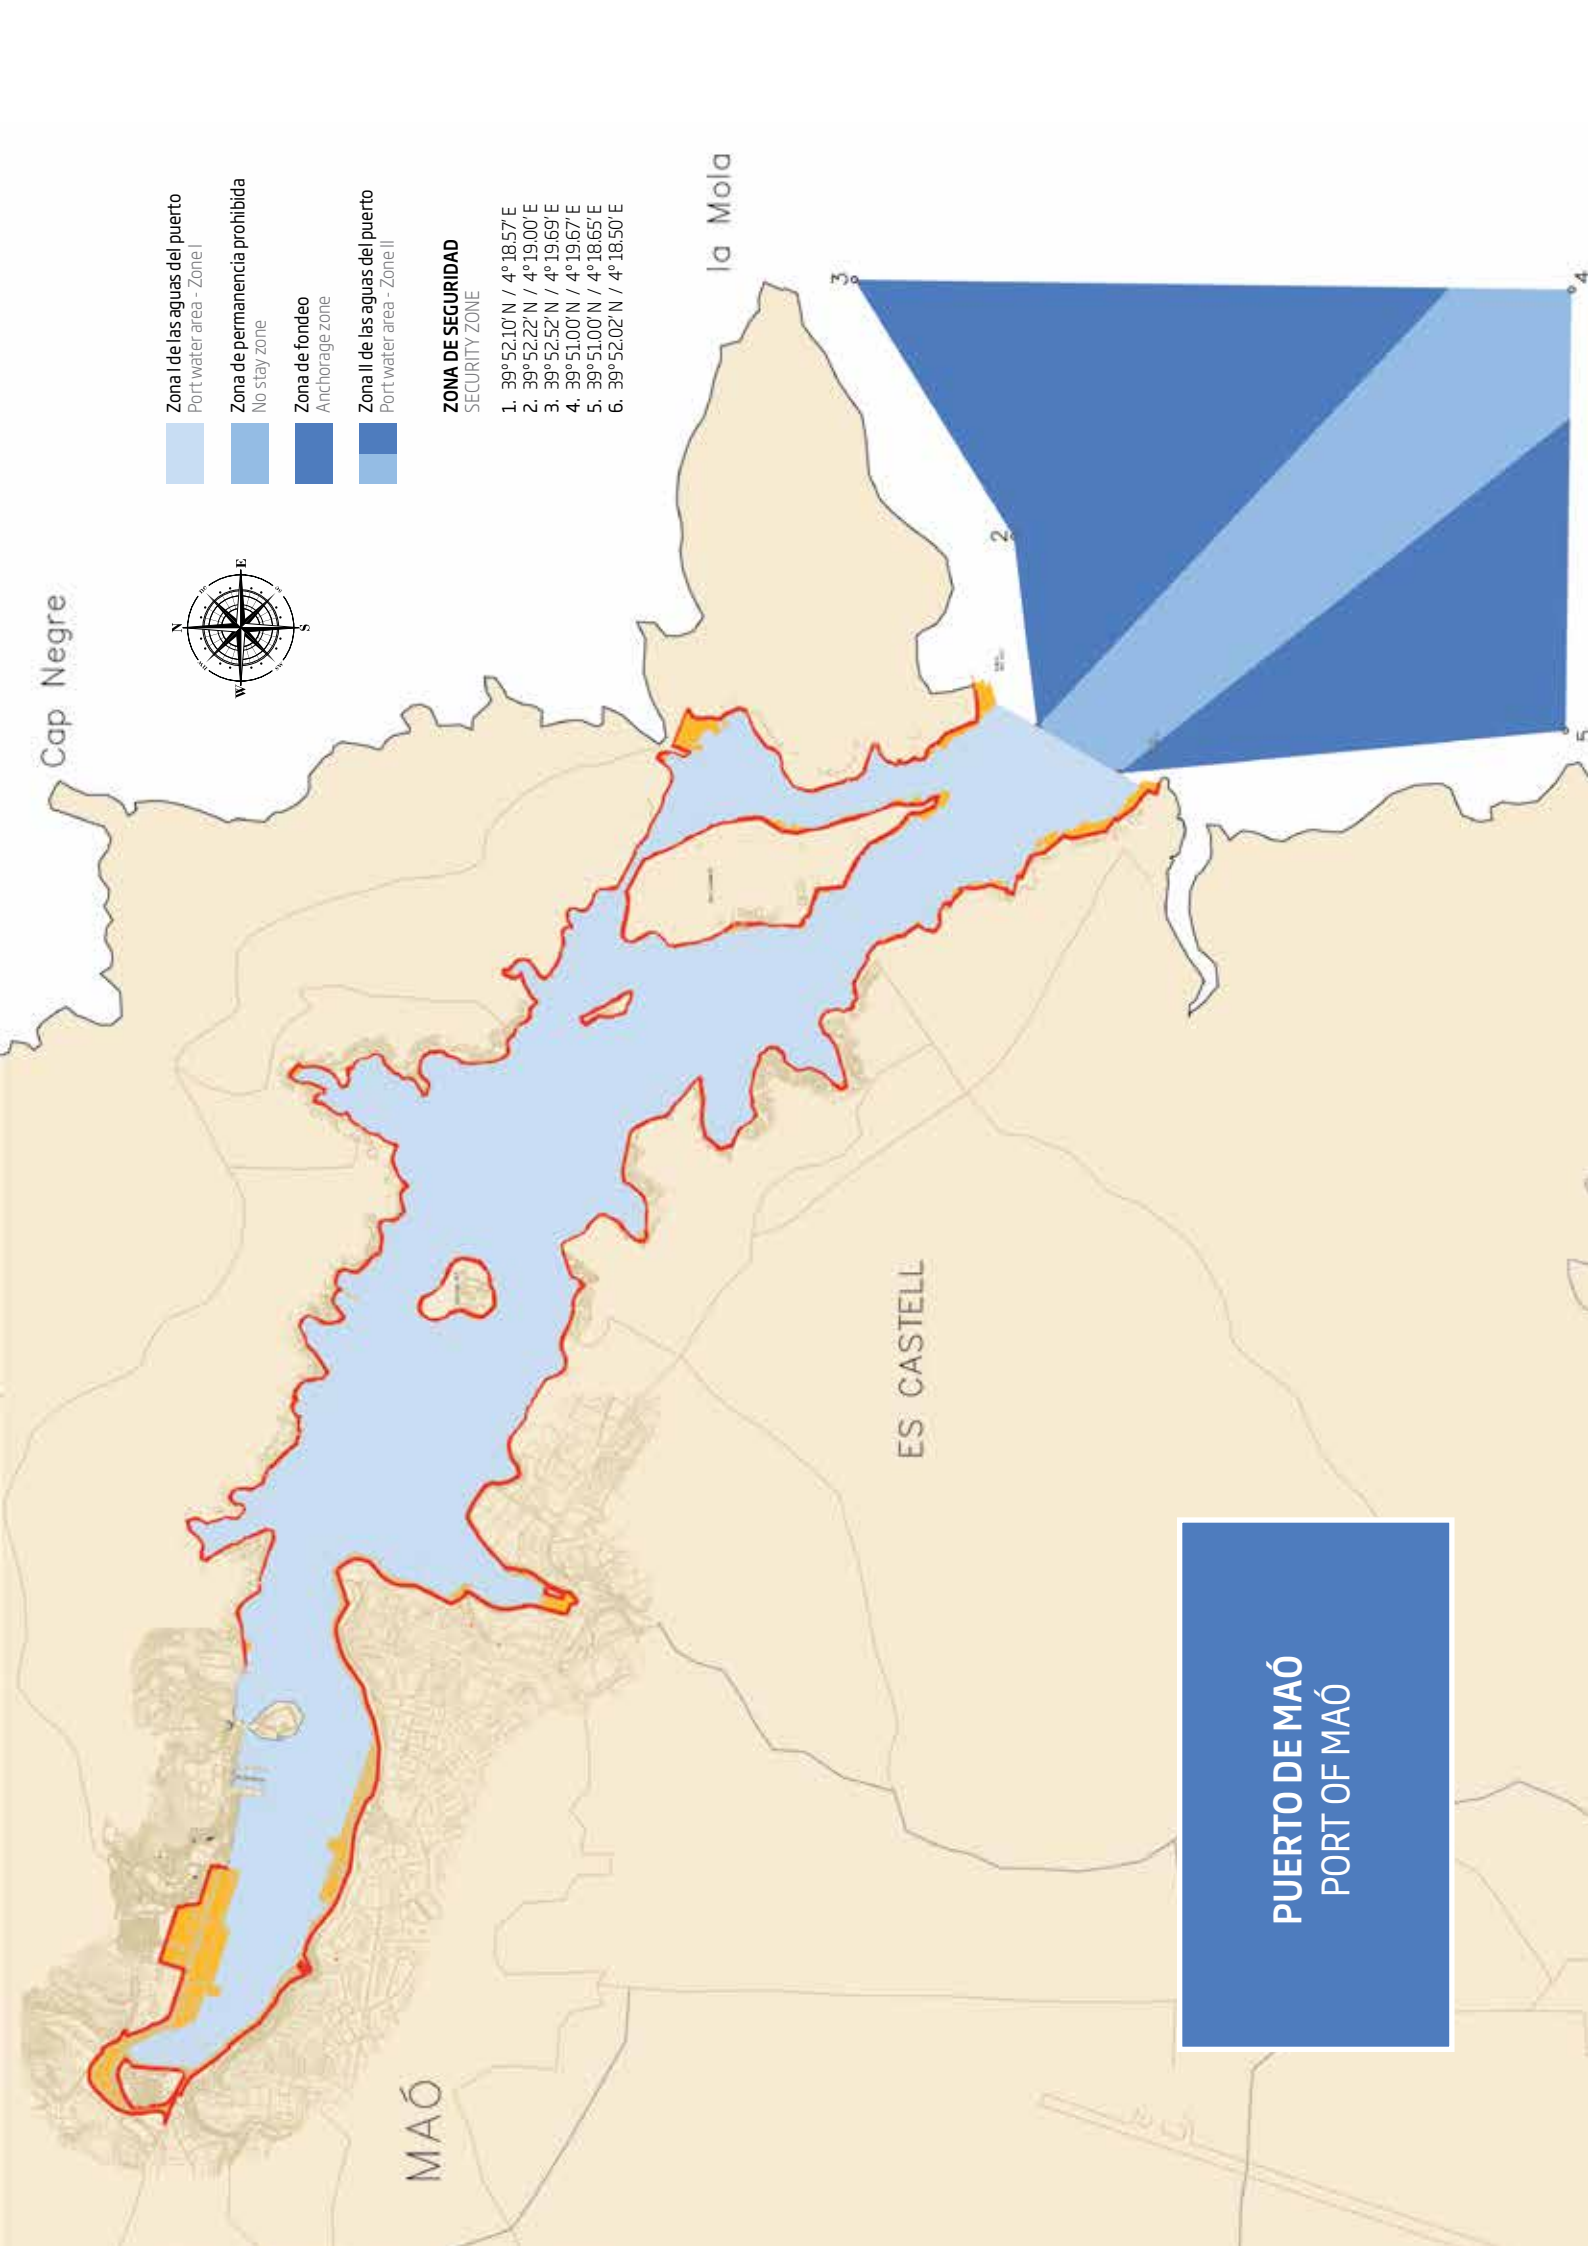 Cap Negre
N
E
S
W
Zona I de las aguas del puerto
Port water area - Zone I
Zona de permanencia prohibida
No stay zone
Zona de fondeo
Anchorage zone
Zona II de las aguas del puerto
Port water area - Zone II
ZONA DE SEGURIDAD
SECURITY ZONE
1. 39°52.10' N / 4°18.57' E
2. 39°52.22' N / 4°19.00' E
3. 39°52.52' N / 4°19.69' E
4. 39°51.00' N / 4°19.67' E
5. 39°51.00' N / 4°18.65' E
6. 39°52.02' N / 4°18.50' E
la Mola
3
2
4
5
ES CASTELL
MAÓ
PUERTO DE MAÓ
PORT OF MAÓ